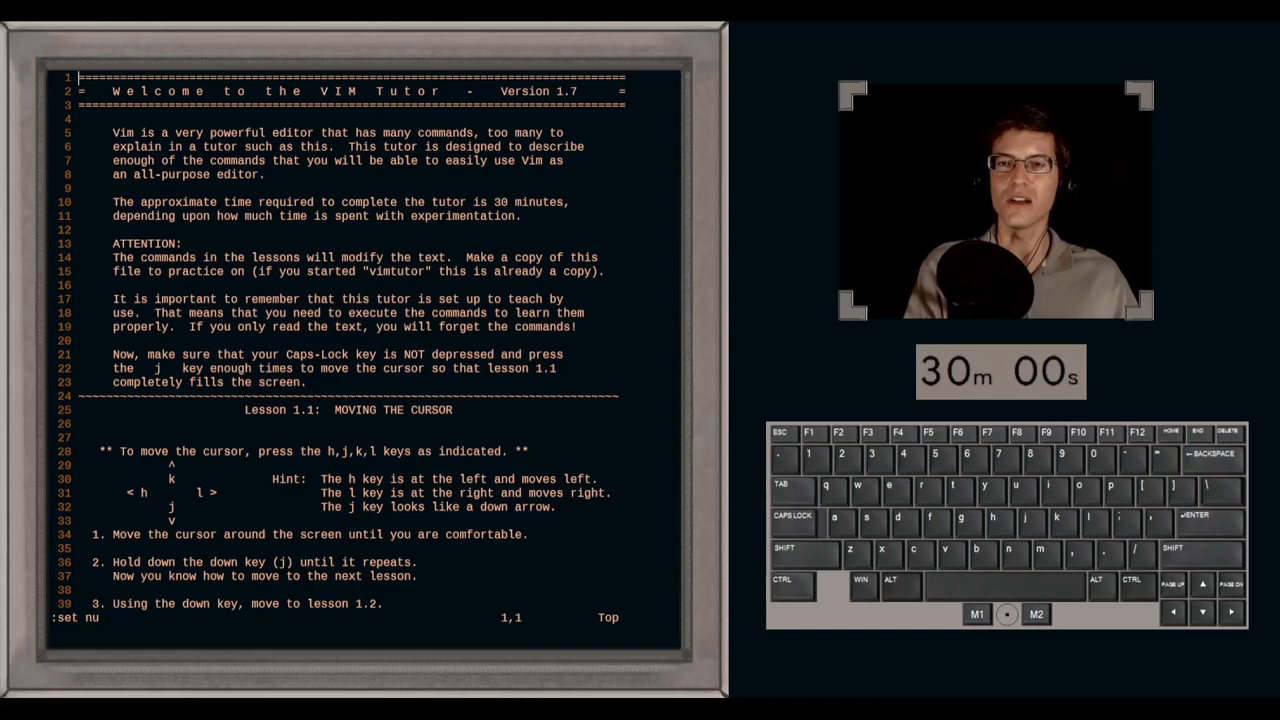 1 ===============================================================================
2 =    W e l c o m e   t o   t h e   V I M   T u t o r    -    Version 1.7      =
3 ===============================================================================
4
5 Vim is a very powerful editor that has many commands, too many to
6 explain in a tutor such as this.  This tutor is designed to describe
7 enough of the commands that you will be able to easily use Vim as
8 an all-purpose editor.
9
10 The approximate time required to complete the tutor is 30 minutes,
11 depending upon how much time is spent with experimentation.
12
13 ATTENTION:
14 The commands in the lessons will modify the text.  Make a copy of this
15 file to practice on (if you started "vimtutor" this is already a copy).
16
17 It is important to remember that this tutor is set up to teach by
18 use.  That means that you need to execute the commands to learn them
19 properly.  If you only read the text, you will forget the commands!
20
21 Now, make sure that your Caps-Lock key is NOT depressed and press
22 the   j   key enough times to move the cursor so that lesson 1.1
23 completely fills the screen.
24 ~~~~~~~~~~~~~~~~~~~~~~~~~~~~~~~~~~~~~~~~~~~~~~~~~~~~~~~~~~~~~~~~~~~~~~~~~~~~~~
25 Lesson 1.1:  MOVING THE CURSOR
26
27
28 ** To move the cursor, press the h,j,k,l keys as indicated. **
29 ^
30 k              Hint:  The h key is at the left and moves left.
31 < h       l >               The l key is at the right and moves right.
32 j                     The j key looks like a down arrow.
33 v
34 1. Move the cursor around the screen until you are comfortable.
35
36 2. Hold down the down key (j) until it repeats.
37 Now you know how to move to the next lesson.
38
39 3. Using the down key, move to lesson 1.2.
:set nu 1,1 Top
30m 00s
ESC F1 F2 F3 F4 F5 F6 F7 F8 F9 F10 F11 F12 HOME END DELETE
1 2 3 4 5 6 7 8 9 0 - = ←BACKSPACE
TAB q w e r t y u i o p [ ] \
CAPS LOCK a s d f g h j k l ; ' ↵ENTER
SHIFT z x c v b n m , . / SHIFT
CTRL WIN ALT ALT CTRL PAGE UP ▲ PAGE DN
M1 M2 ◄ ▼ ►